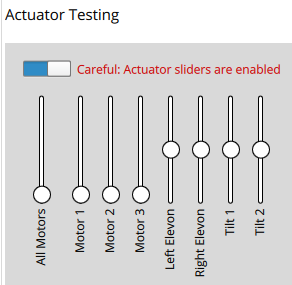 Actuator Testing
Careful: Actuator sliders are enabled
All Motors
Motor 1
Motor 2
Motor 3
Left Elevon
Right Elevon
Tilt 1
Tilt 2